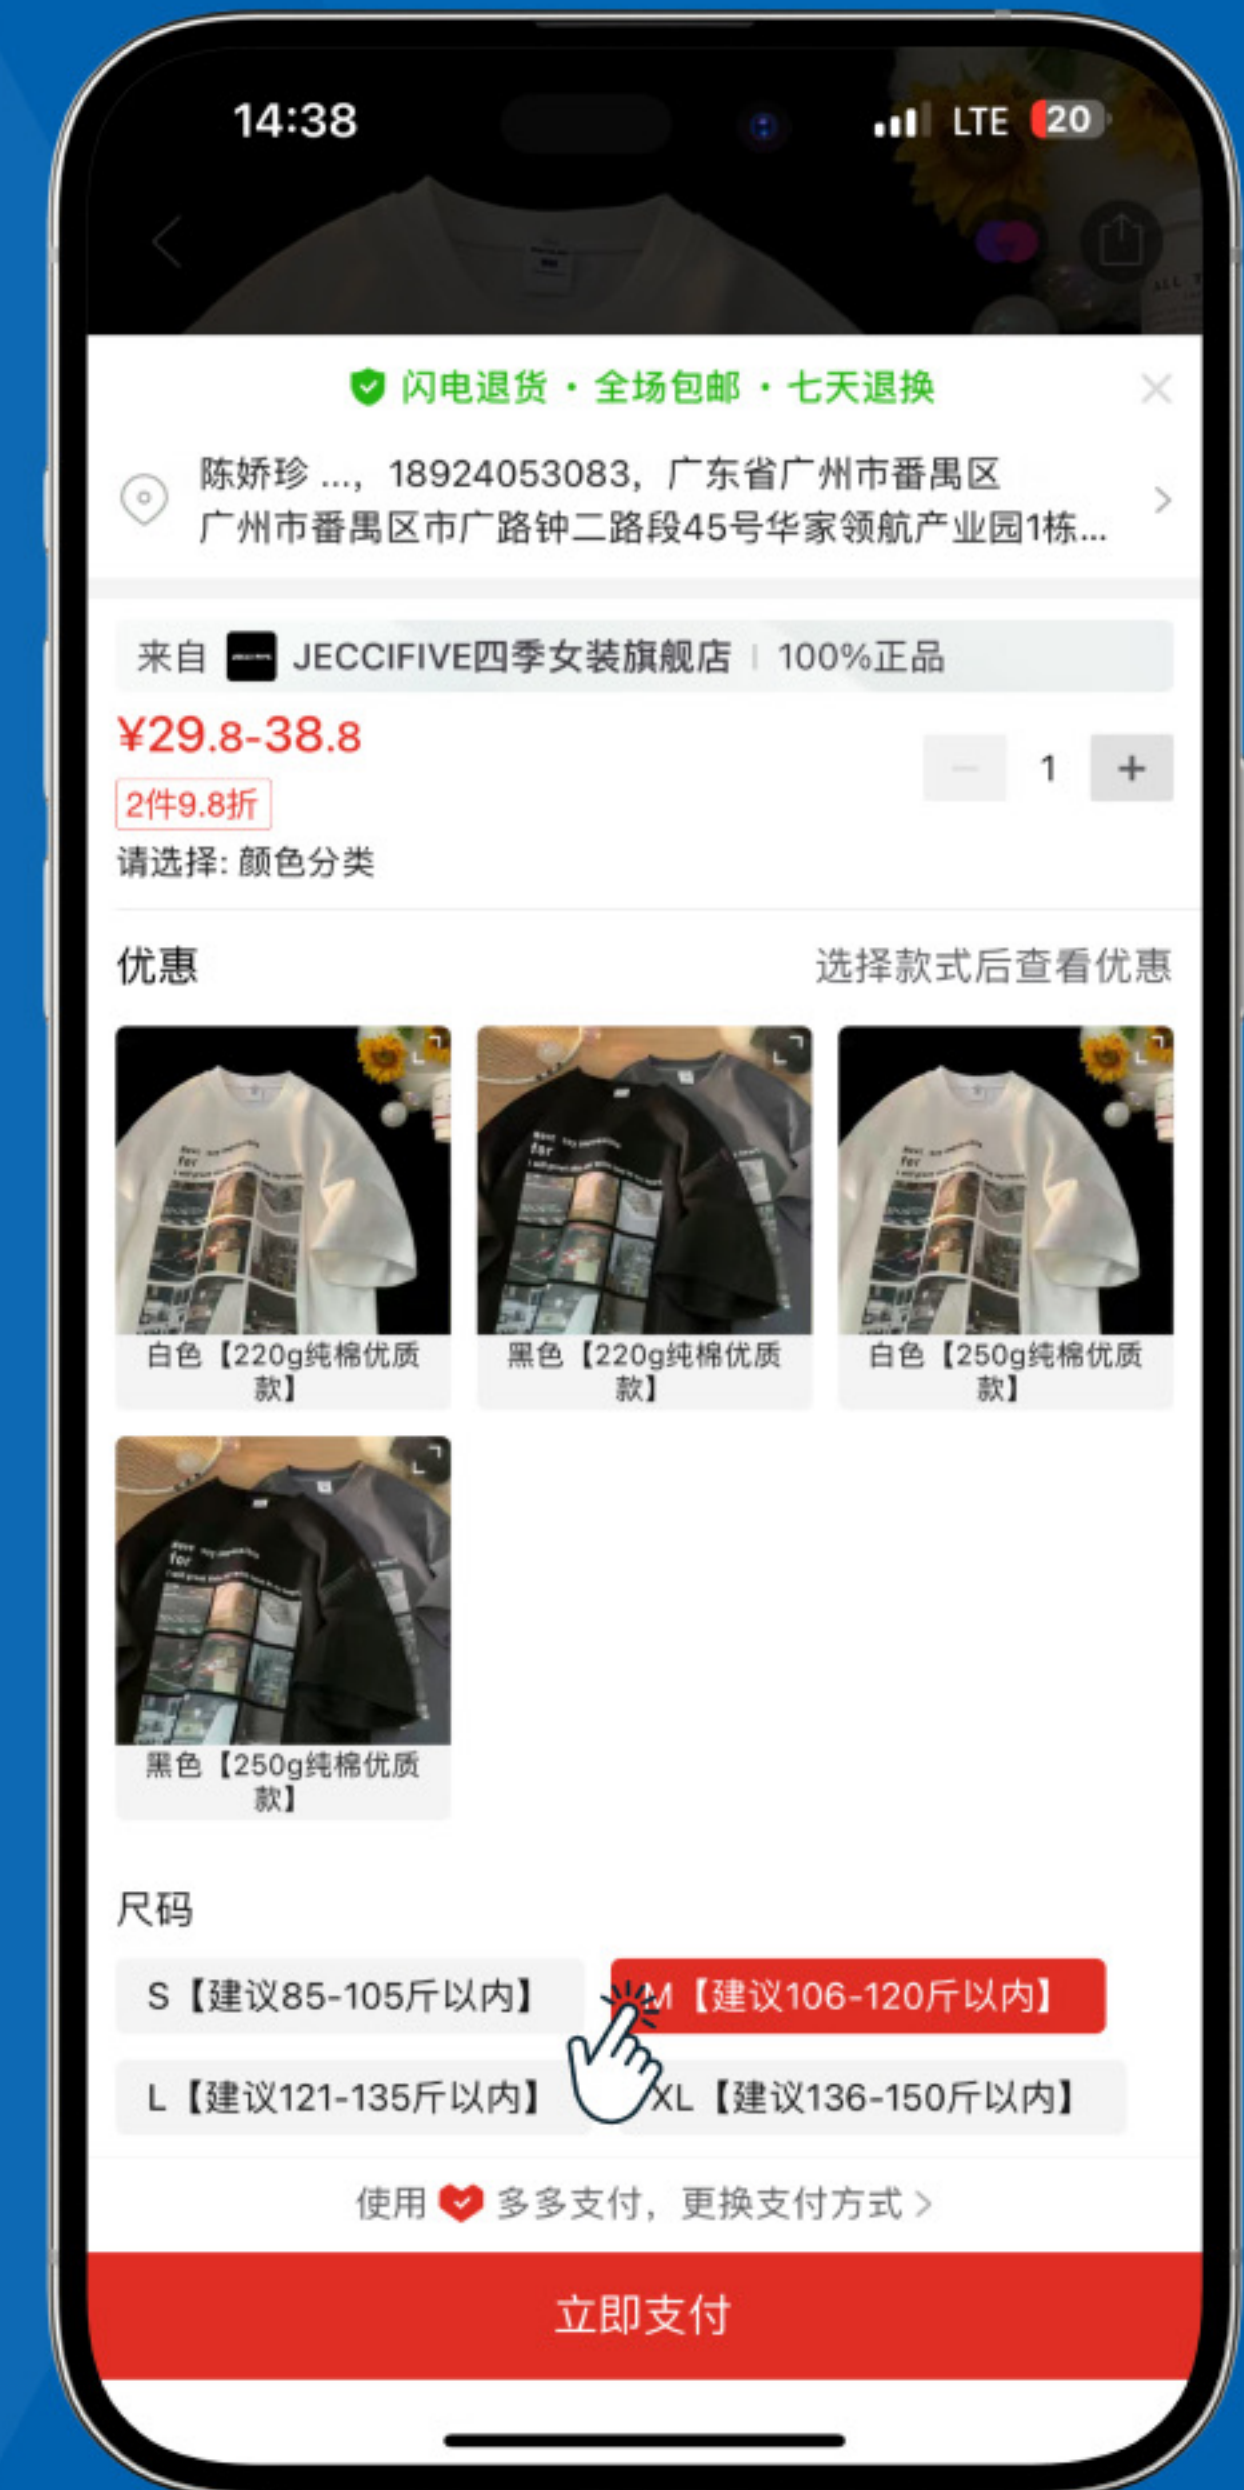 14:38
LTE 20
闪电退货 · 全场包邮 · 七天退换
陈娇珍 ..., 18924053083, 广东省广州市番禺区
广州市番禺区市广路钟二路段45号华家领航产业园1栋...
来自 JECCIFIVE四季女装旗舰店 | 100%正品
¥29.8-38.8
1
2件9.8折
请选择: 颜色分类
优惠
选择款式后查看优惠
for
for
for
白色【220g纯棉优质款】
黑色【220g纯棉优质款】
白色【250g纯棉优质款】
for
黑色【250g纯棉优质款】
尺码
S【建议85-105斤以内】
M【建议106-120斤以内】
L【建议121-135斤以内】
XL【建议136-150斤以内】
使用 多多支付, 更换支付方式 >
立即支付